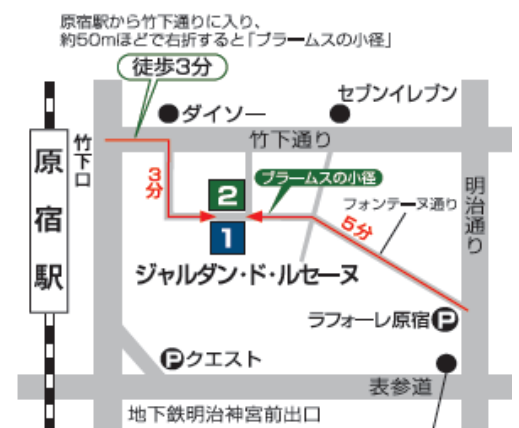 原宿駅から竹下通りに入り、
約50mほどで右折すると「ブラームスの小径」
徒歩3分
セブンイレブン
ダイソー
竹下通り
竹下口
原宿駅
3分
2
ブラームスの小径
明治通り
フォンテーヌ通り
1
5分
ジャルダン・ド・ルセーヌ
ラフォーレ原宿P
Pクエスト
表参道
地下鉄明治神宮前出口